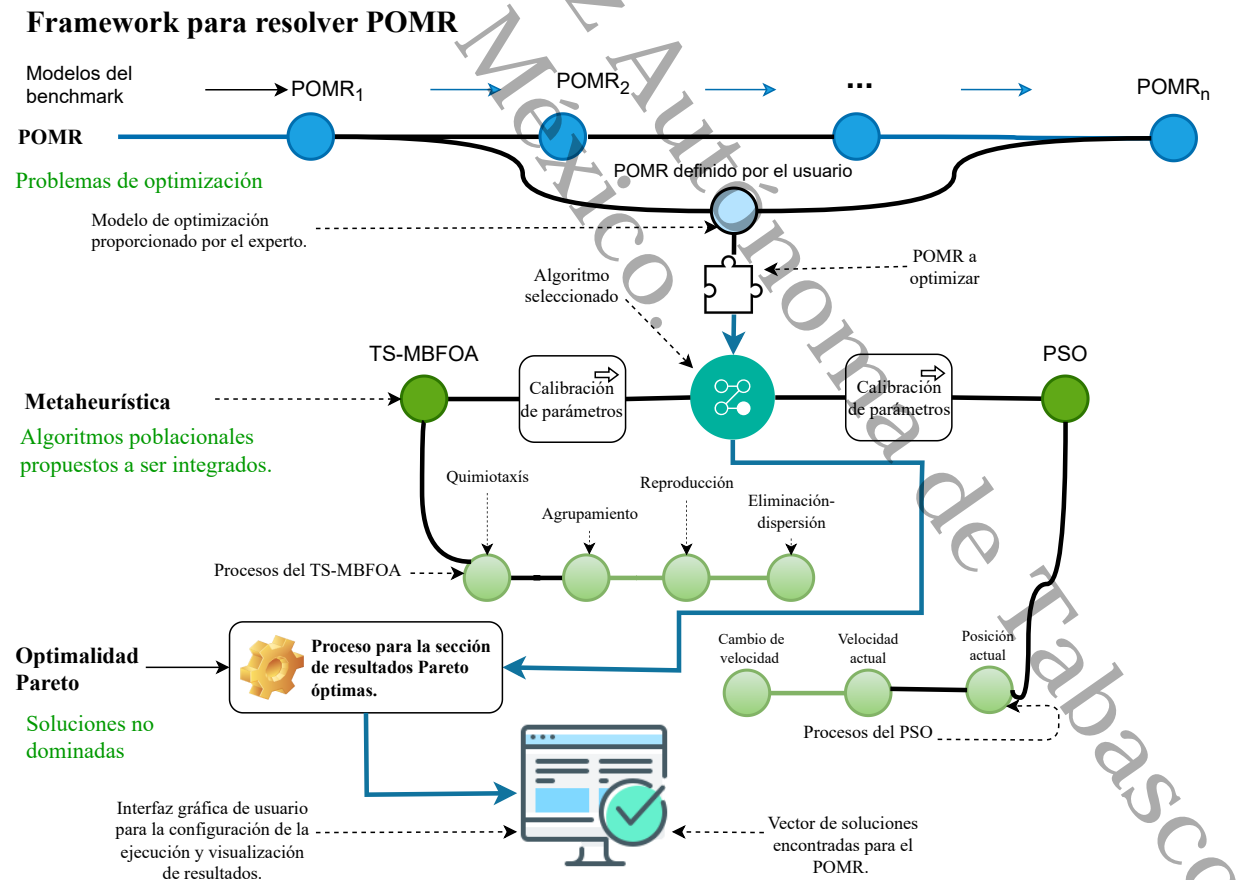 Framework para resolver POMR
Modelos del
benchmark
POMR1
POMR2
...
POMRn
POMR
Problemas de optimización
POMR definido por el usuario
Modelo de optimización
proporcionado por el experto.
POMR a
optimizar
Algoritmo
seleccionado
TS-MBFOA
Calibración
de parámetros
Calibración
de parámetros
PSO
Metaheurística
Algoritmos poblacionales
propuestos a ser integrados.
Quimiotaxís
Agrupamiento
Reproducción
Eliminación-
dispersión
Procesos del TS-MBFOA
Optimalidad
Pareto
Proceso para la sección
de resultados Pareto
óptimas.
Cambio de
velocidad
Velocidad
actual
Posición
actual
Procesos del PSO
Soluciones no
dominadas
Interfaz gráfica de usuario
para la configuración de la
ejecución y visualización
de resultados.
Vector de soluciones
encontradas para el
POMR.
z Autónoma de Tabasco
México.